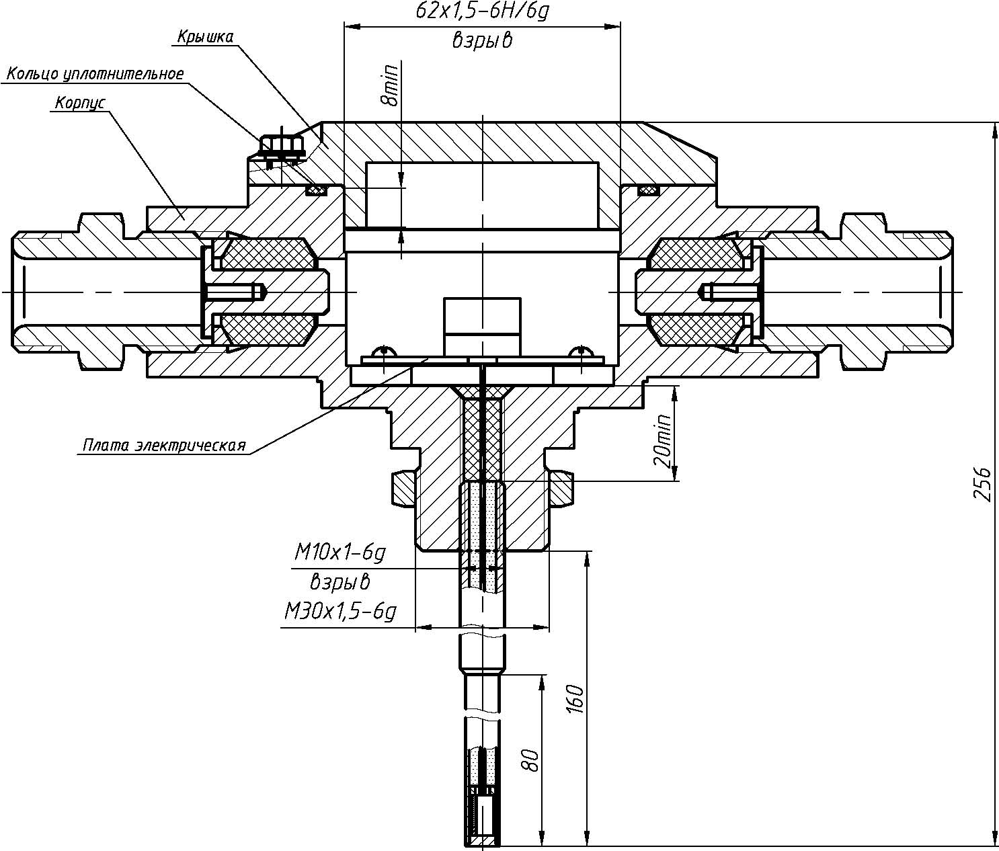 62x1,5-6H/6g
взрыв
Крышка
8min
Кольцо уплотнительное
Корпус
Плата электрическая
20min
256
M10x1-6g
взрыв
M30x1,5-6g
160
80